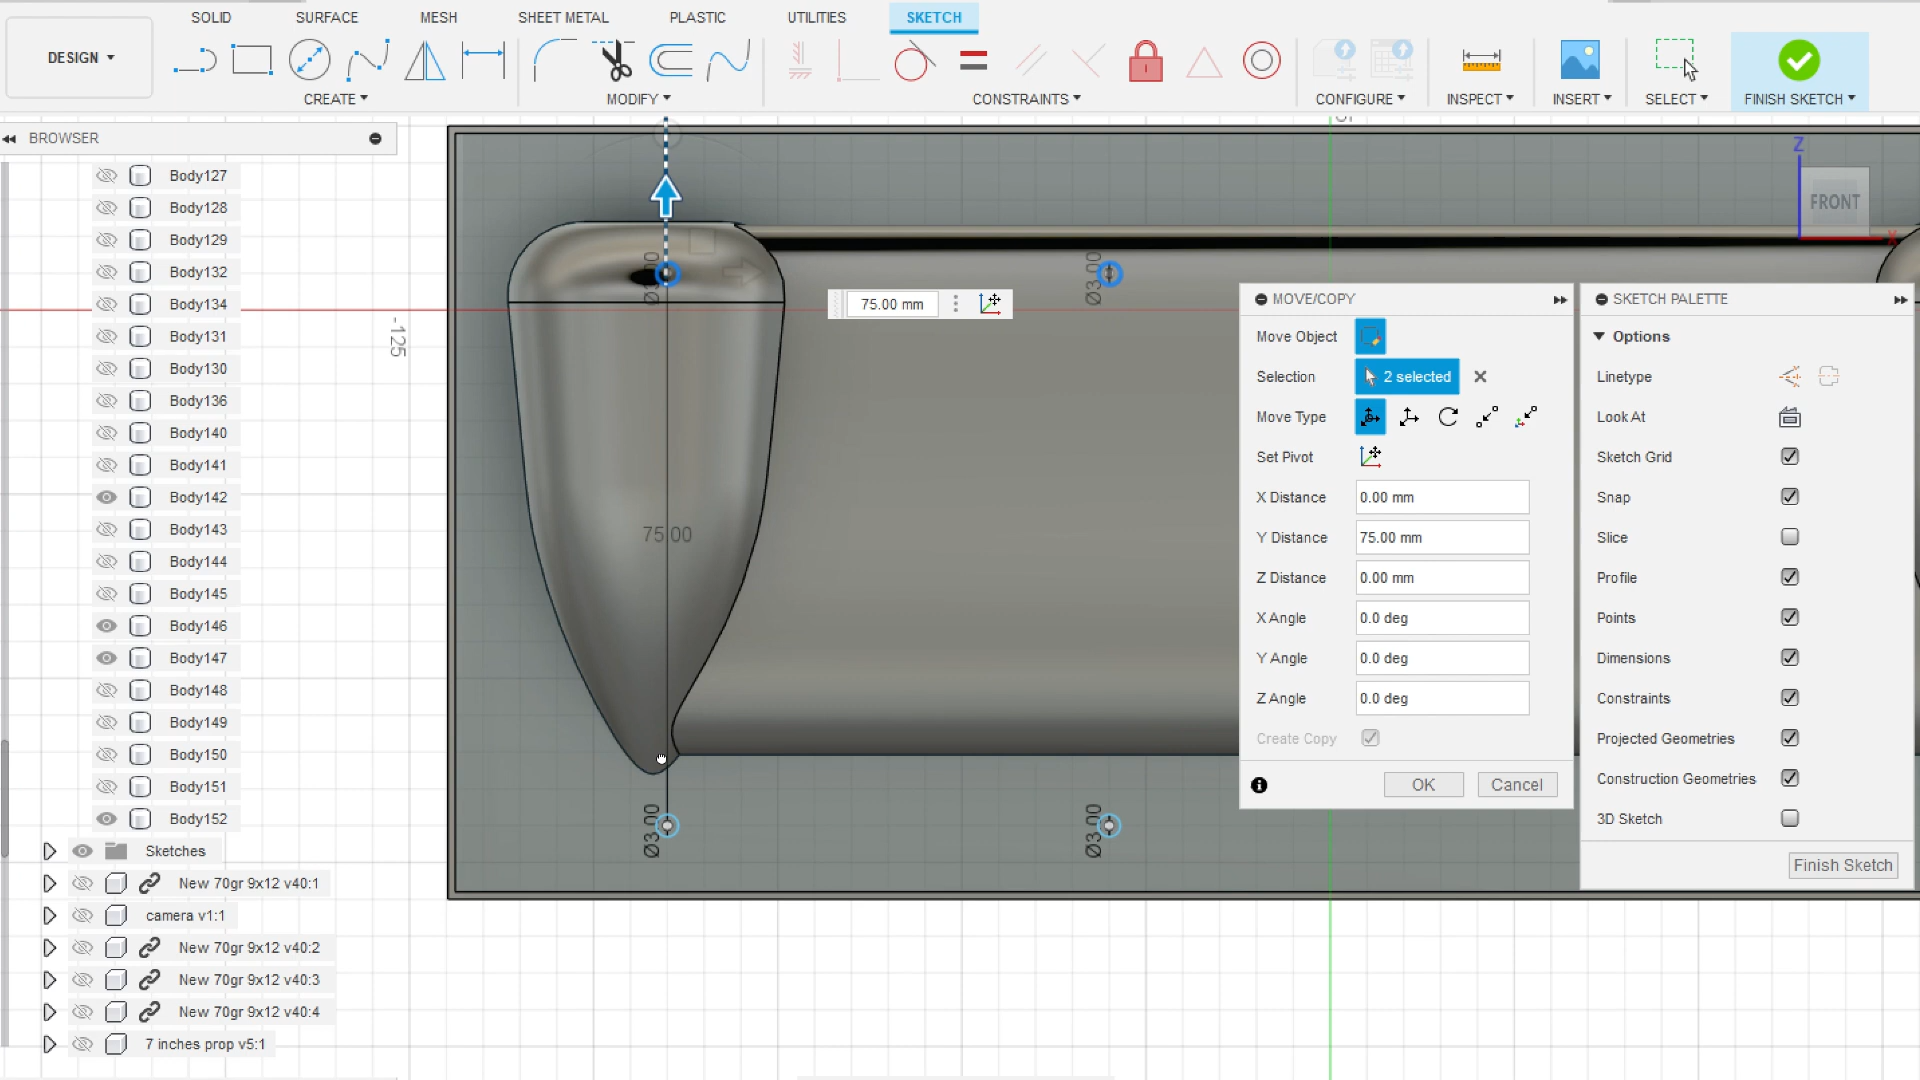 SOLID SURFACE MESH SHEET METAL PLASTIC UTILITIES SKETCH
DESIGN
CREATE MODIFY CONSTRAINTS CONFIGURE INSPECT INSERT SELECT FINISH SKETCH
BROWSER
Body127
Body128
Body129
Body132
Body134
Body131
Body130
Body136
Body140
Body141
Body142
Body143
Body144
Body145
Body146
Body147
Body148
Body149
Body150
Body151
Body152
Sketches
New 70gr 9x12 v40:1
camera v1:1
New 70gr 9x12 v40:2
New 70gr 9x12 v40:3
New 70gr 9x12 v40:4
7 inches prop v5:1
-125
Ø3.00
Ø3.00
75.00 mm
75.00
Ø3.00
Ø3.00
Z
FRONT
X
MOVE/COPY
Move Object
Selection 2 selected
Move Type
Set Pivot
X Distance 0.00 mm
Y Distance 75.00 mm
Z Distance 0.00 mm
X Angle 0.0 deg
Y Angle 0.0 deg
Z Angle 0.0 deg
Create Copy
OK Cancel
SKETCH PALETTE
Options
Linetype
Look At
Sketch Grid
Snap
Slice
Profile
Points
Dimensions
Constraints
Projected Geometries
Construction Geometries
3D Sketch
Finish Sketch